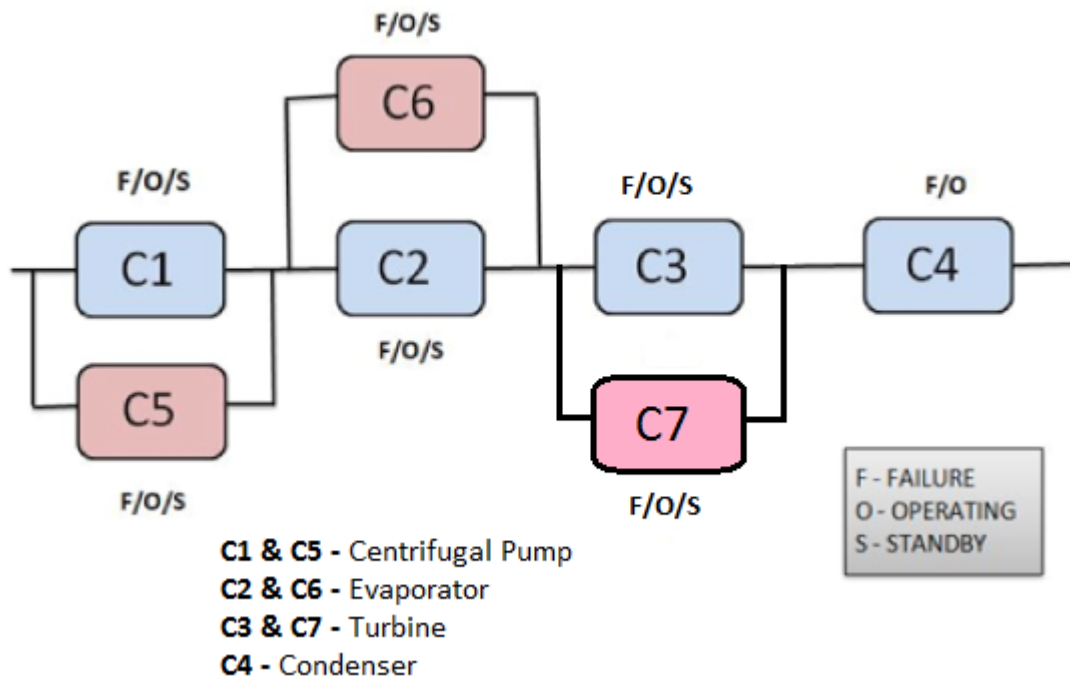 F/O/S
C6
F/O/S
F/O/S
F/O
C1
C2
C3
C4
F/O/S
C5
C7
F/O/S
F/O/S
F - FAILURE
O - OPERATING
S - STANDBY
C1 & C5 - Centrifugal Pump
C2 & C6 - Evaporator
C3 & C7 - Turbine
C4 - Condenser